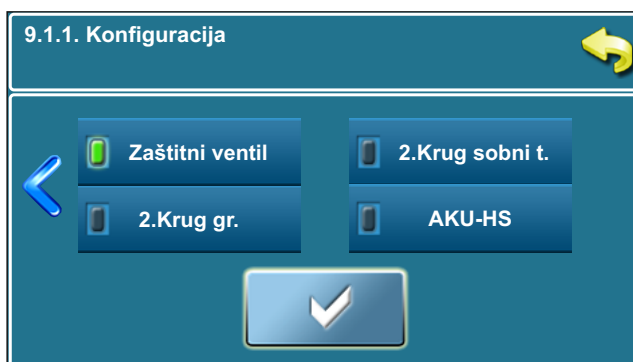 9.1.1. Konfiguracija
Zaštitni ventil
2.Krug sobni t.
2.Krug gr.
AKU-HS